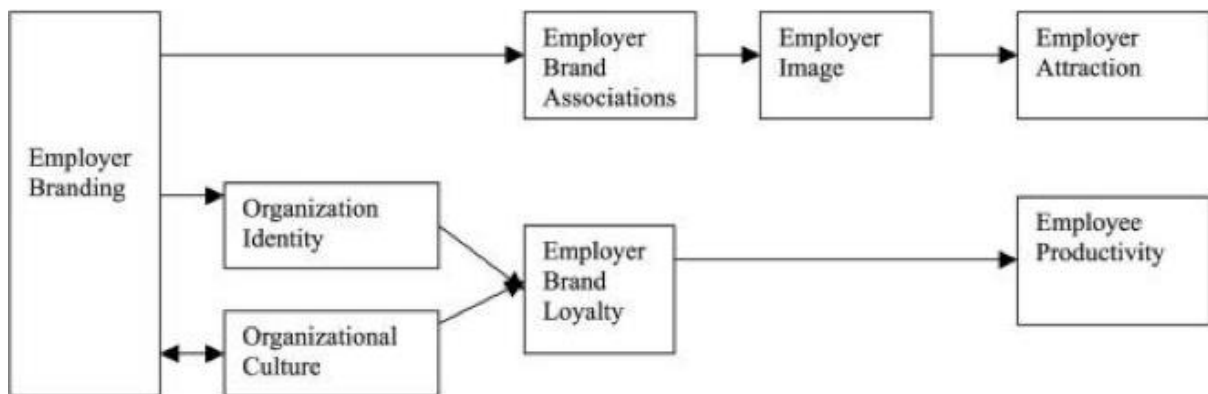 Employer
Branding
Employer
Brand
Associations
Employer
Image
Employer
Attraction
Organization
Identity
Organizational
Culture
Employer
Brand
Loyalty
Employee
Productivity